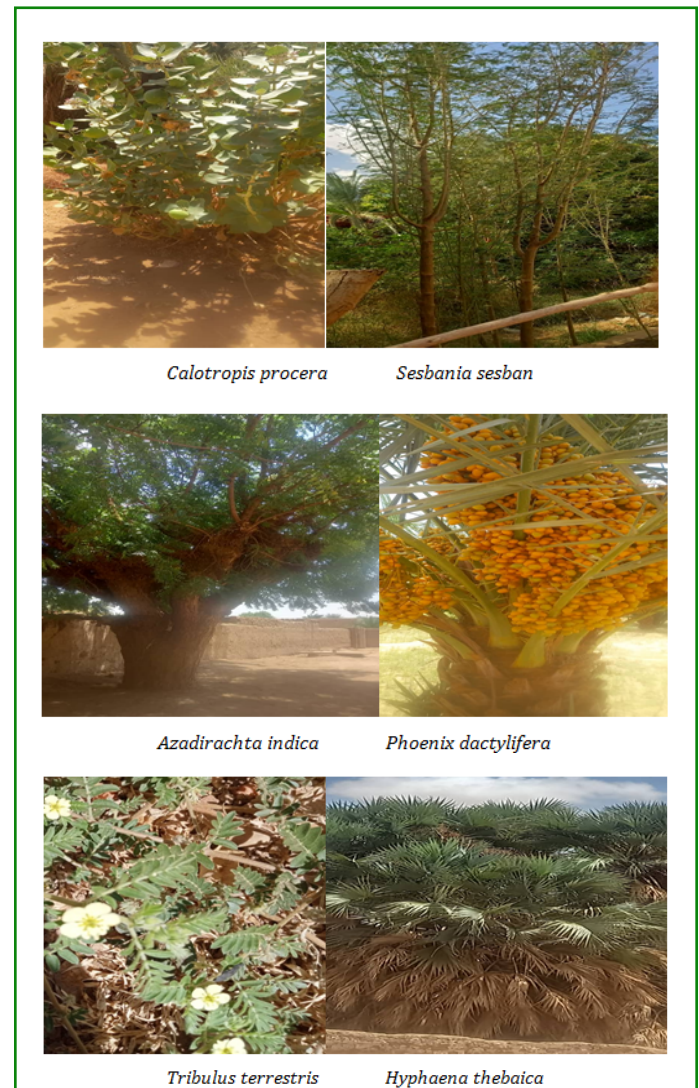 Calotropis procera Sesbania sesban
Azadirachta indica Phoenix dactylifera
Tribulus terrestris Hyphaena thebaica